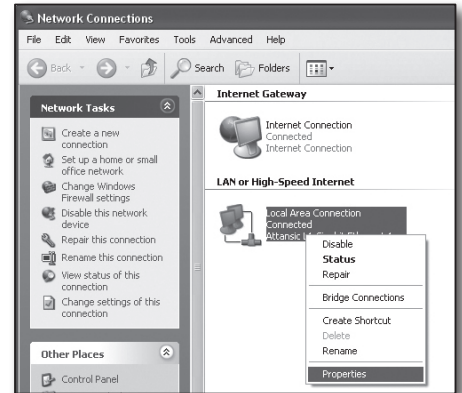 Network Connections
File Edit View Favorites Tools Advanced Help
Back Search Folders
Network Tasks
Create a new
connection
Set up a home or small
office network
Change Windows
Firewall settings
Disable this network
device
Repair this connection
Rename this connection
View status of this
connection
Change settings of this
connection
Other Places
Control Panel
Internet Gateway
Internet Connection
Connected
Internet Connection
LAN or High-Speed Internet
Local Area Connection
Connected
Attansic
Disable
Status
Repair
Bridge Connections
Create Shortcut
Delete
Rename
Properties